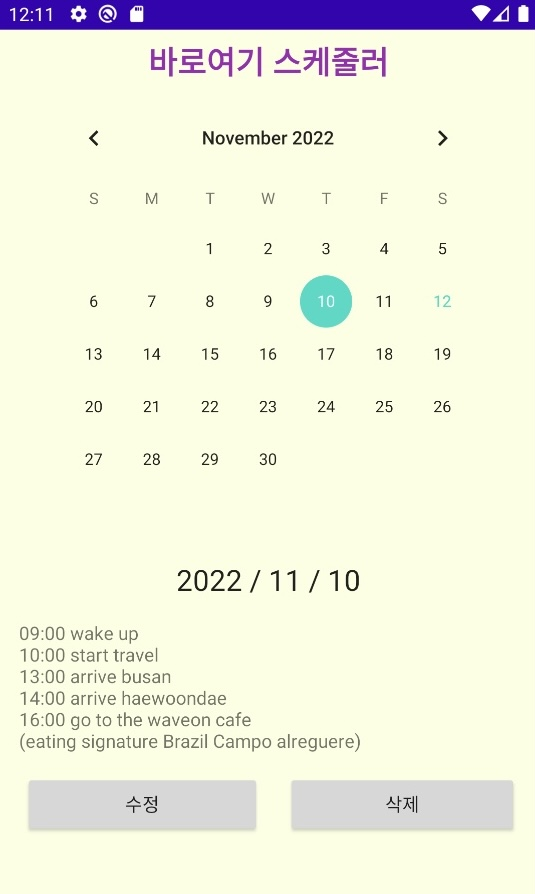 12:11
바로여기 스케줄러
November 2022
S M T W T F S
1 2 3 4 5
6 7 8 9 10 11 12
13 14 15 16 17 18 19
20 21 22 23 24 25 26
27 28 29 30
2022 / 11 / 10
09:00 wake up
10:00 start travel
13:00 arrive busan
14:00 arrive haewoondae
16:00 go to the waveon cafe
(eating signature Brazil Campo alreguere)
수정 삭제